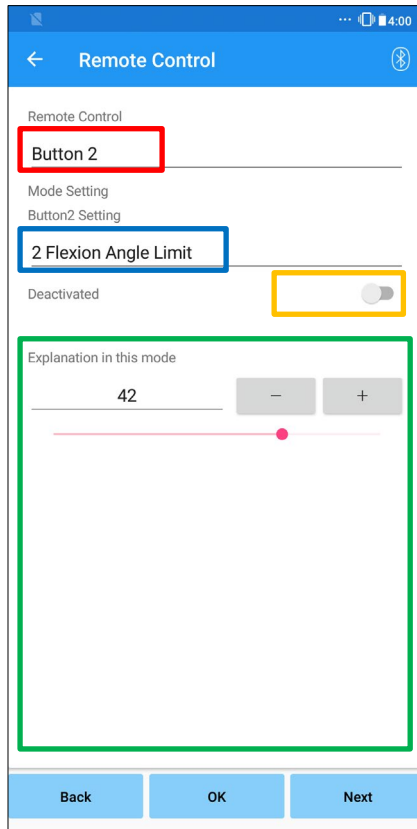 4:00
Remote Control
Remote Control
Button 2
Mode Setting
Button2 Setting
2 Flexion Angle Limit
Deactivated
Explanation in this mode
42 − +
Back OK Next